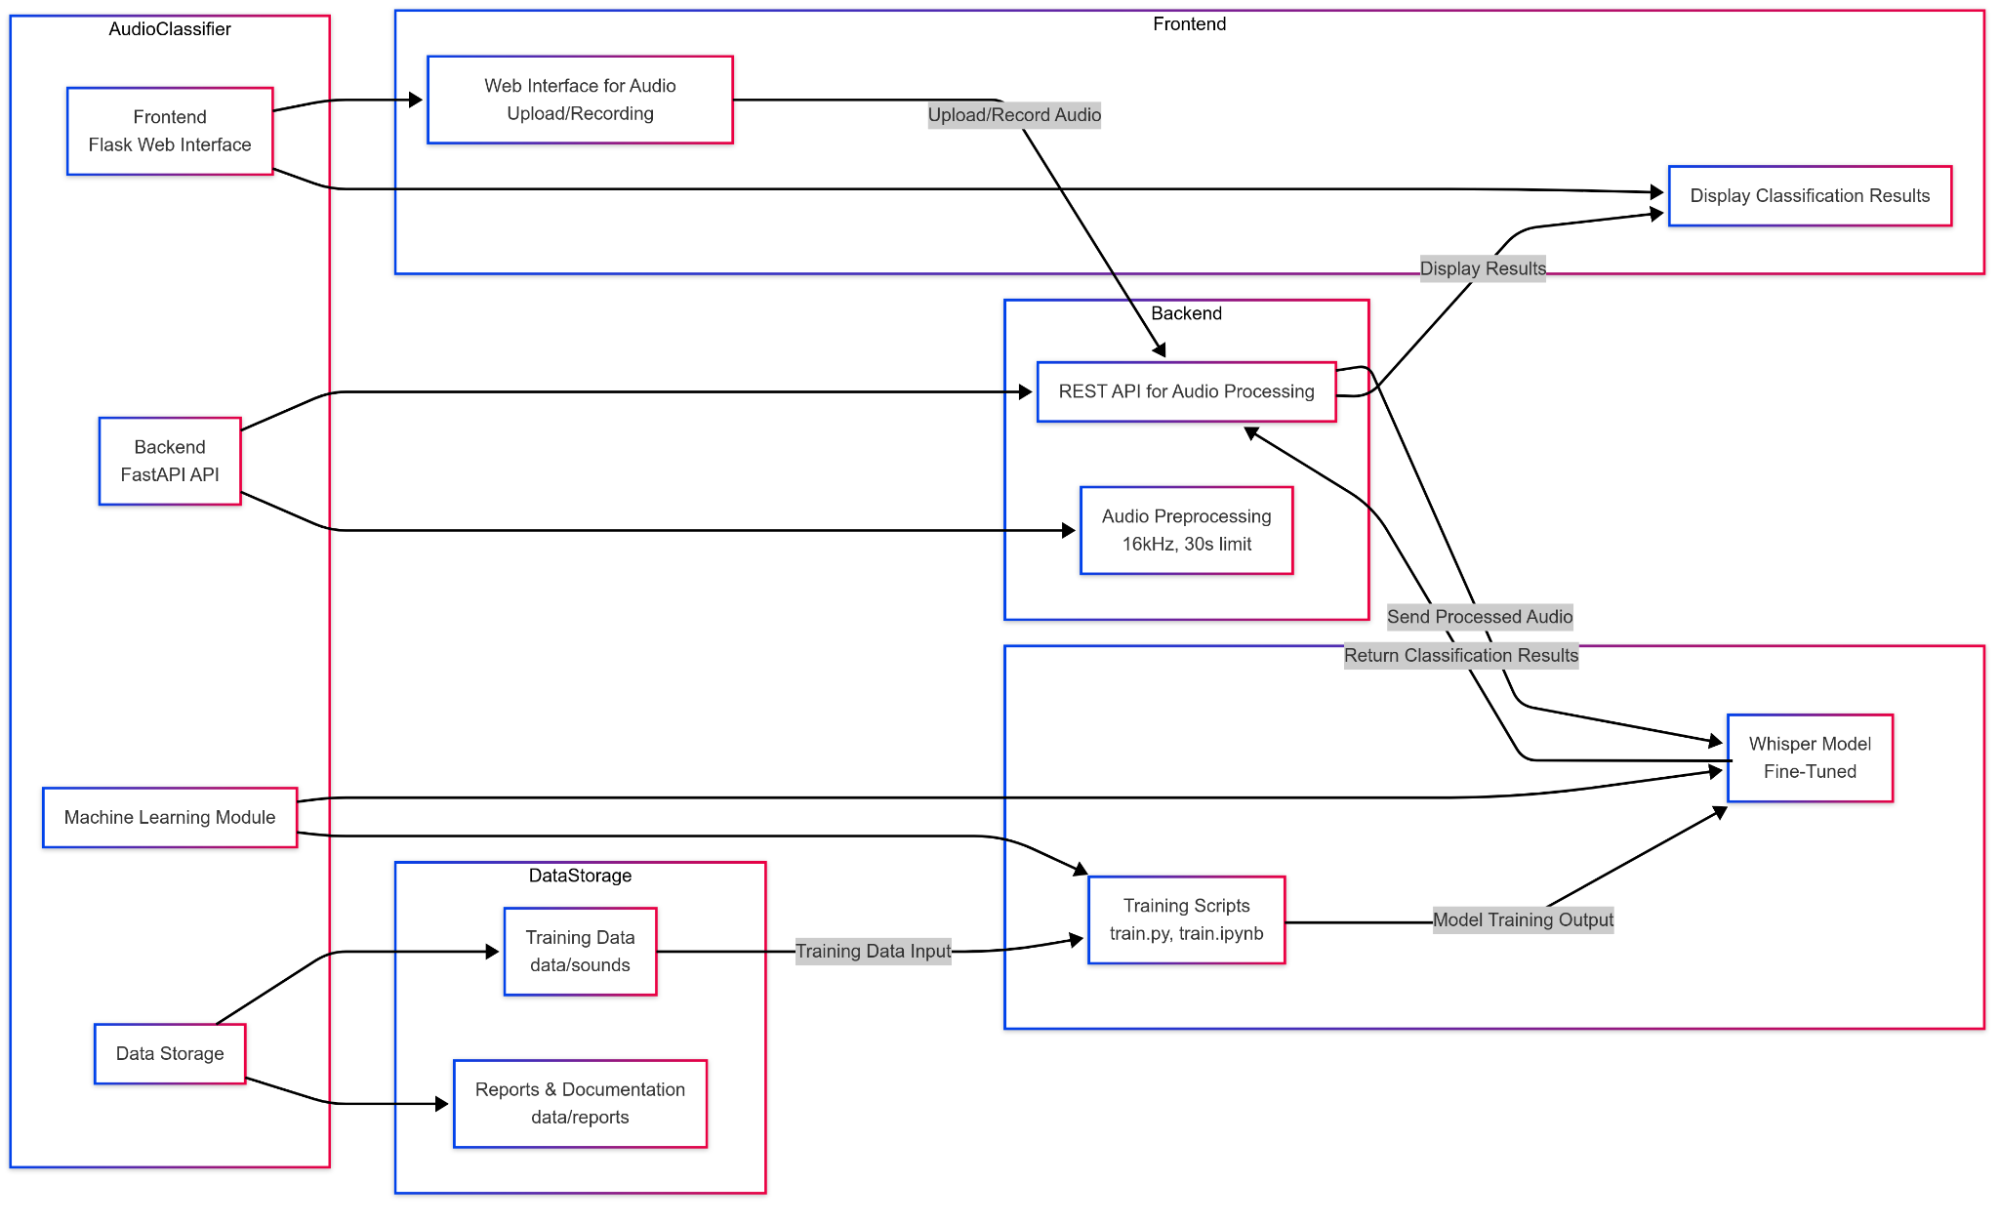 AudioClassifier
Frontend
Flask Web Interface
Backend
FastAPI API
Machine Learning Module
Data Storage
Frontend
Web Interface for Audio
Upload/Recording
Upload/Record Audio
Display Classification Results
Display Results
Backend
REST API for Audio Processing
Audio Preprocessing
16kHz, 30s limit
Send Processed Audio
Return Classification Results
Whisper Model
Fine-Tuned
Training Scripts
train.py, train.ipynb
Model Training Output
DataStorage
Training Data
data/sounds
Training Data Input
Reports & Documentation
data/reports